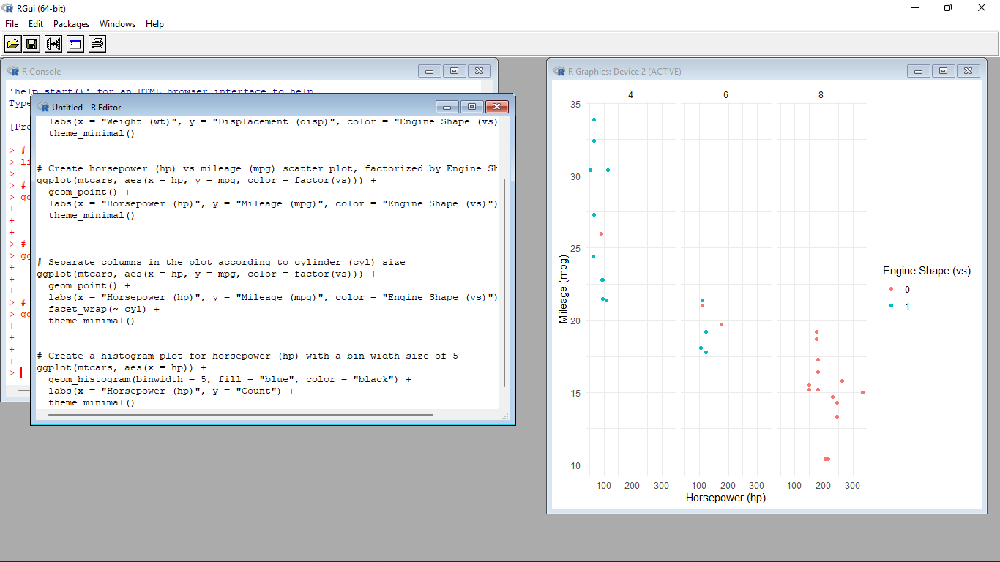 RGui (64-bit)
File Edit Packages Windows Help
R Console
'help.start()' for an HTML browser interface to help.
Type
[Pre
> #
> li
>
> #
> gg
+
+
+
> #
> gg
+
+
+
> #
> gg
+
+
+
+
>
Untitled - R Editor
labs(x = "Weight (wt)", y = "Displacement (disp)", color = "Engine Shape (vs)
theme_minimal()
# Create horsepower (hp) vs mileage (mpg) scatter plot, factorized by Engine Sh
ggplot(mtcars, aes(x = hp, y = mpg, color = factor(vs))) +
geom_point() +
labs(x = "Horsepower (hp)", y = "Mileage (mpg)", color = "Engine Shape (vs)")
theme_minimal()
# Separate columns in the plot according to cylinder (cyl) size
ggplot(mtcars, aes(x = hp, y = mpg, color = factor(vs))) +
geom_point() +
labs(x = "Horsepower (hp)", y = "Mileage (mpg)", color = "Engine Shape (vs)")
facet_wrap(~ cyl) +
theme_minimal()
# Create a histogram plot for horsepower (hp) with a bin-width size of 5
ggplot(mtcars, aes(x = hp)) +
geom_histogram(binwidth = 5, fill = "blue", color = "black") +
labs(x = "Horsepower (hp)", y = "Count") +
theme_minimal()
R Graphics: Device 2 (ACTIVE)
4 6 8
35
30
25
20
15
10
Mileage (mpg)
100 200 300 100 200 300 100 200 300
Horsepower (hp)
Engine Shape (vs)
0
1